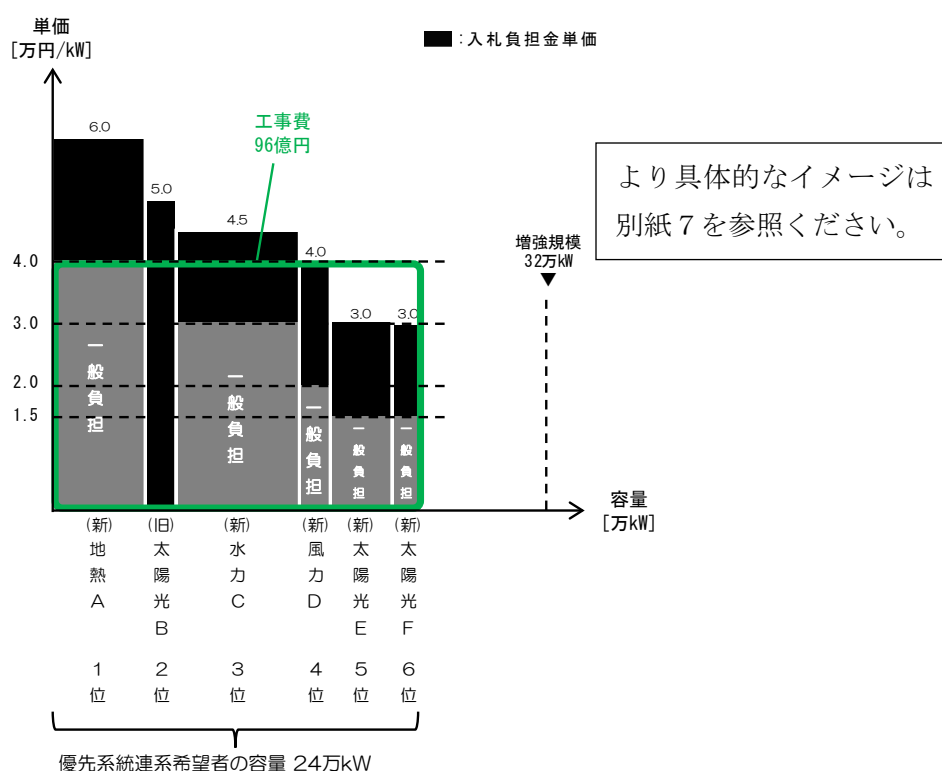 単価
[万円/kW]
:入札負担金単価
6.0
工事費
96億円
5.0
4.5
4.0
より具体的なイメージは
別紙7を参照ください。
増強規模
32万kW
4.0
3.0
3.0
3.0
2.0
1.5
一般負担
一般負担
一般負担
一般負担
一般負担
容量
[万kW]
(新)地熱A
(旧)太陽光B
(新)水力C
(新)風力D
(新)太陽光E
(新)太陽光F
1位
2位
3位
4位
5位
6位
優先系統連系希望者の容量 24万kW